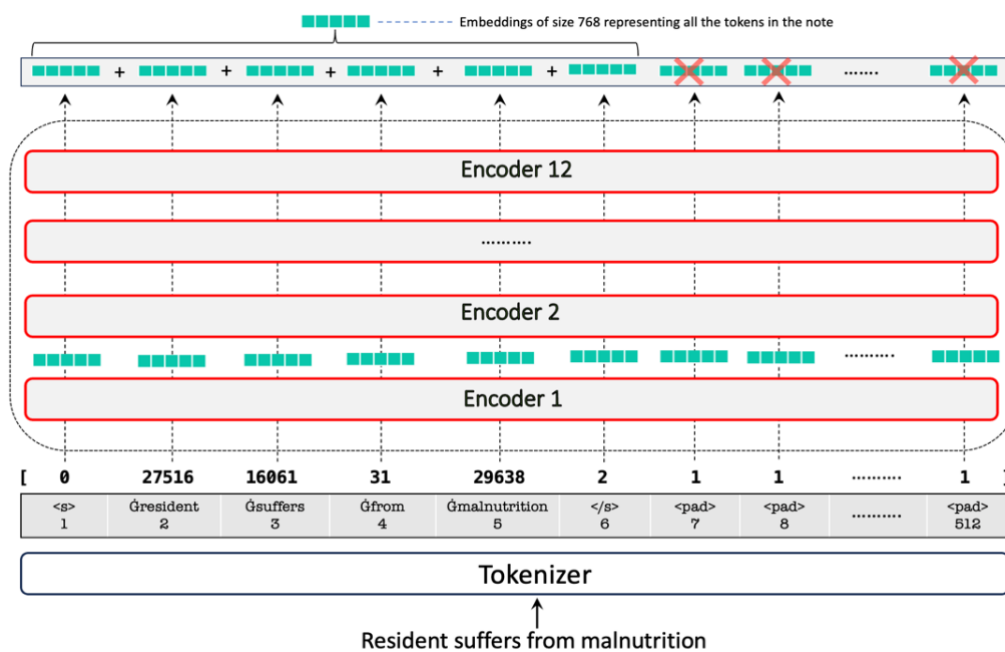 Embeddings of size 768 representing all the tokens in the note
+ + + + + .......
Encoder 12
..........
Encoder 2
..........
Encoder 1
[ 0 27516 16061 31 29638 2 1 1 .......... 1 ]
<s> Ġresident Ġsuffers Ġfrom Ġmalnutrition </s> <pad> <pad> .......... <pad>
1 2 3 4 5 6 7 8 512
Tokenizer
Resident suffers from malnutrition